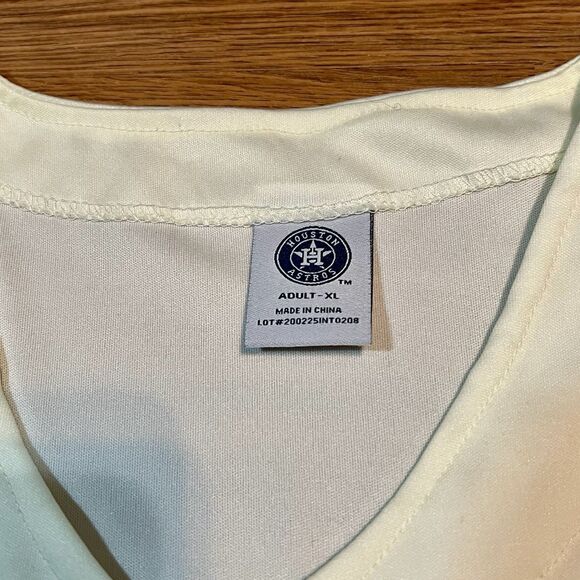 HOUSTON
H
ASTROS
TM
ADULT-XL
MADE IN CHINA
LOT#200225INT0208